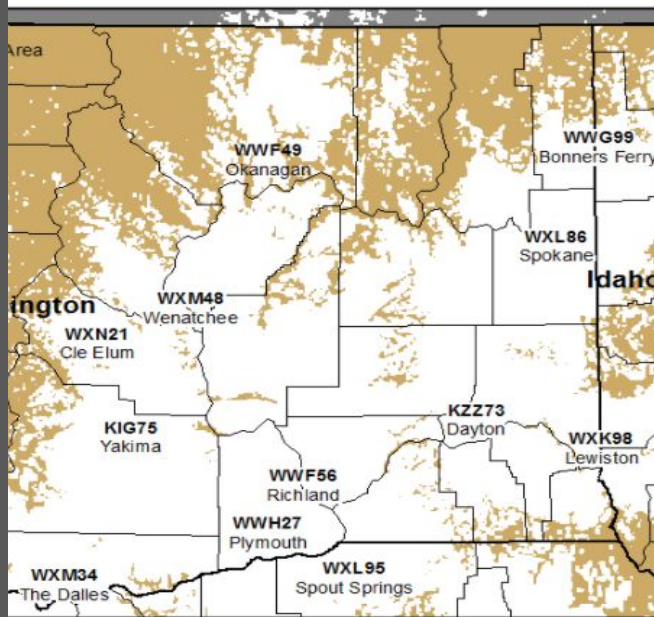 Area
WWG99
Bonners Ferry
WWF49
Okanagan
WXL86
Spokane
Idaho
ington
WXM48
Wenatchee
WXN21
Cle Elum
KZZ73
Dayton
KIG75
Yakima
WXK98
Lewiston
WWF56
Richland
WWH27
Plymouth
WXL95
Spout Springs
WXM34
The Dalles